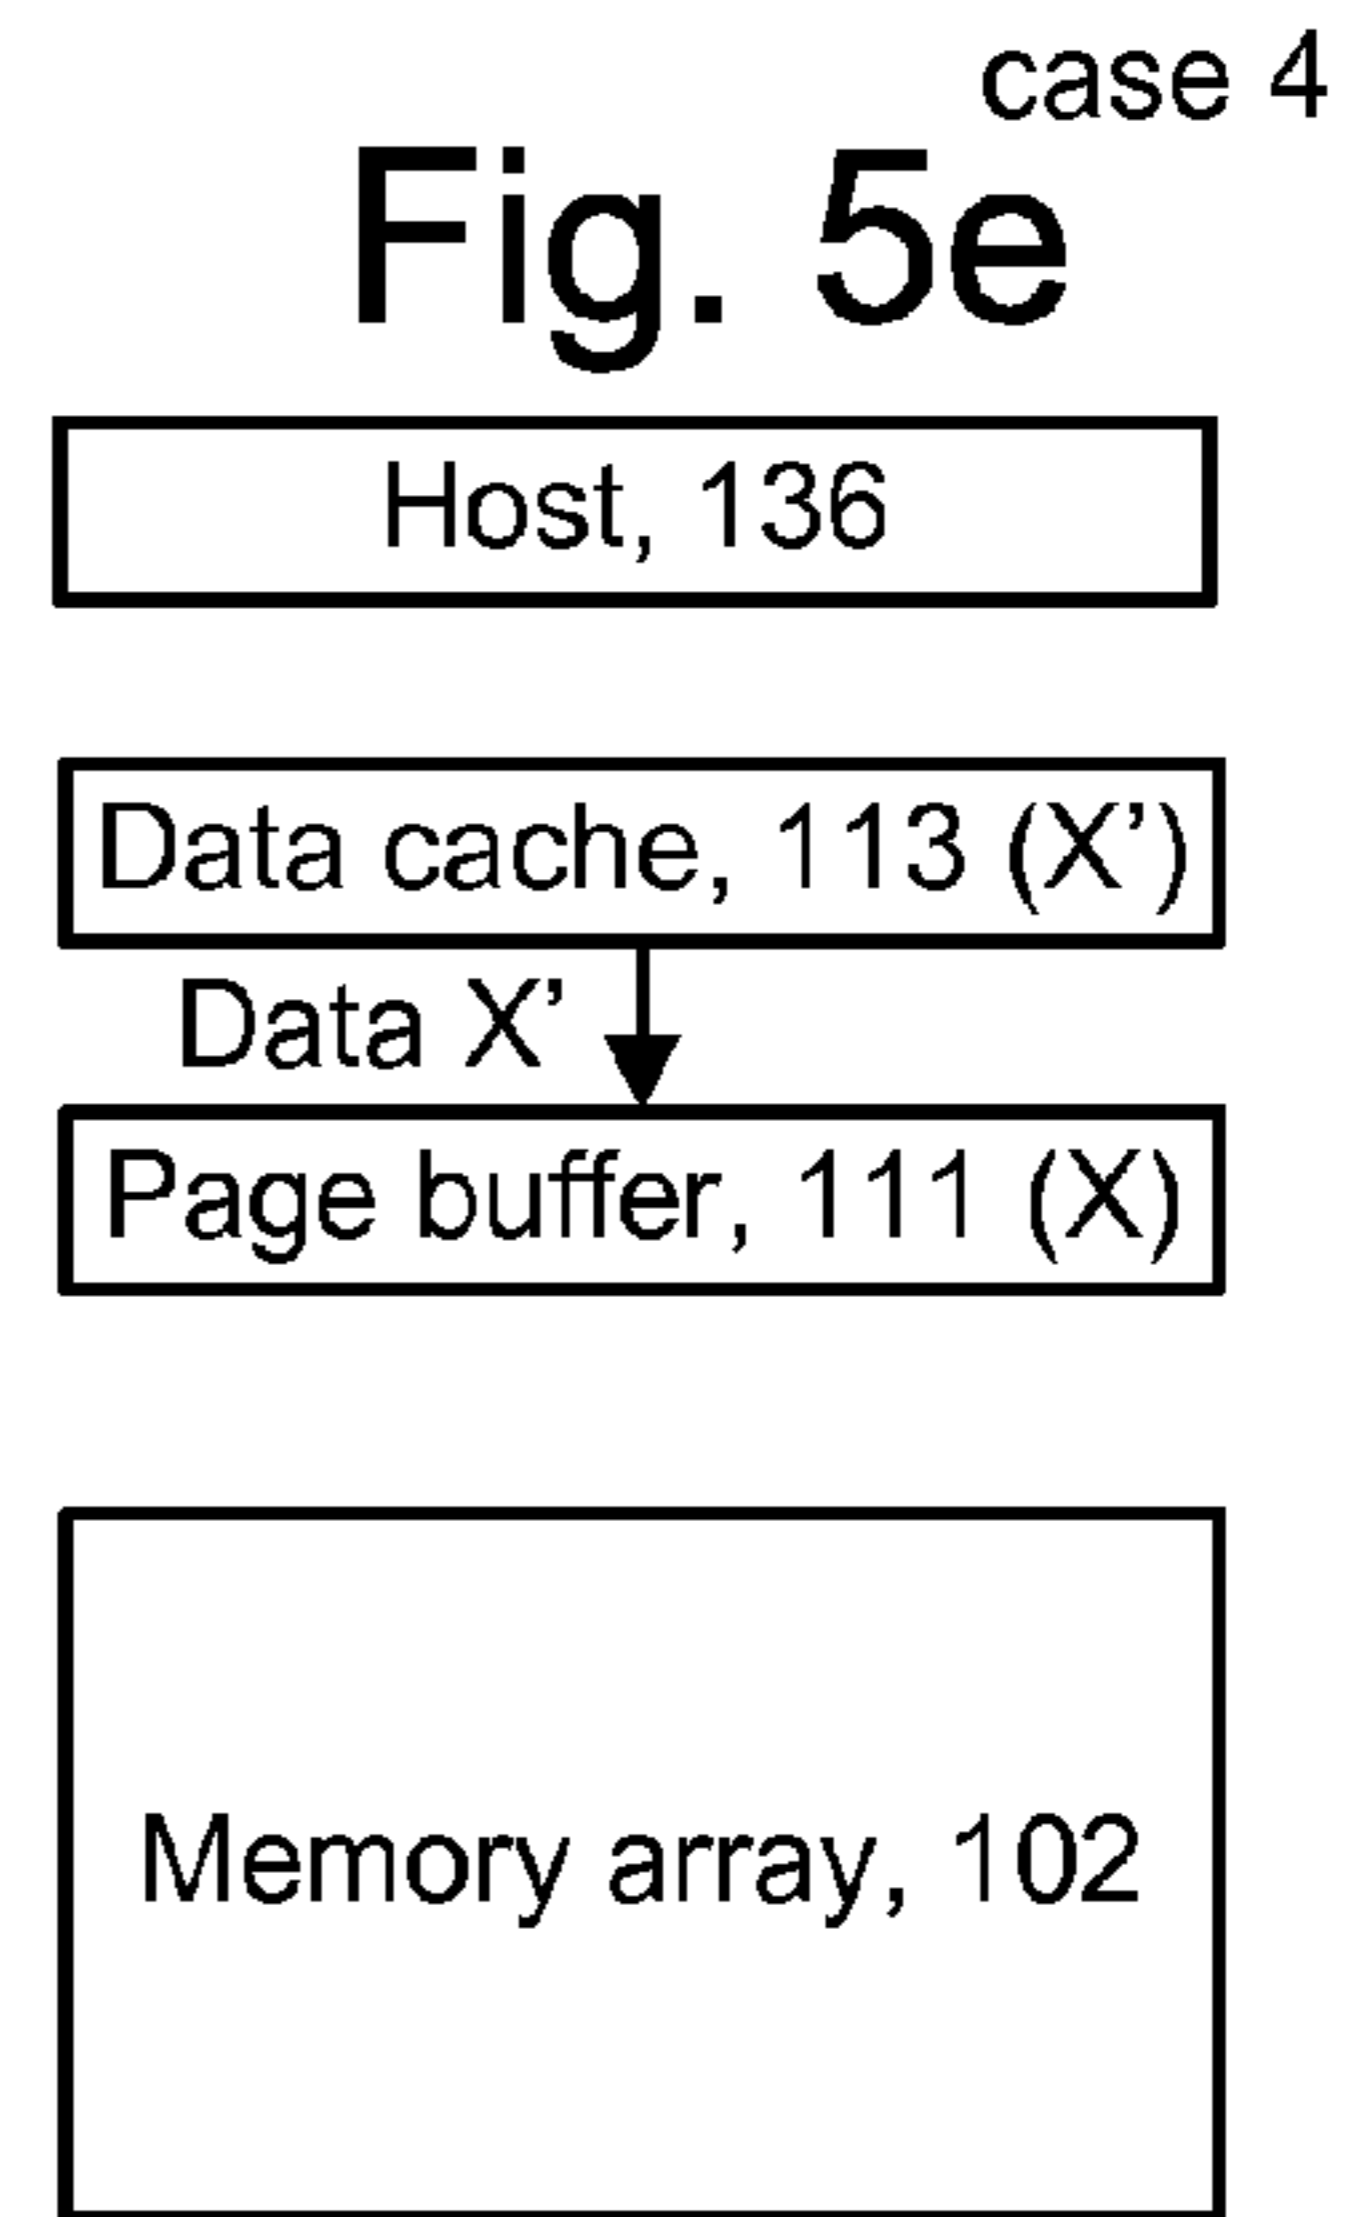 case 4
Fig. 5e
Host, 136
Data cache, 113 (X’)
Data X’
Page buffer, 111 (X)
Memory array, 102